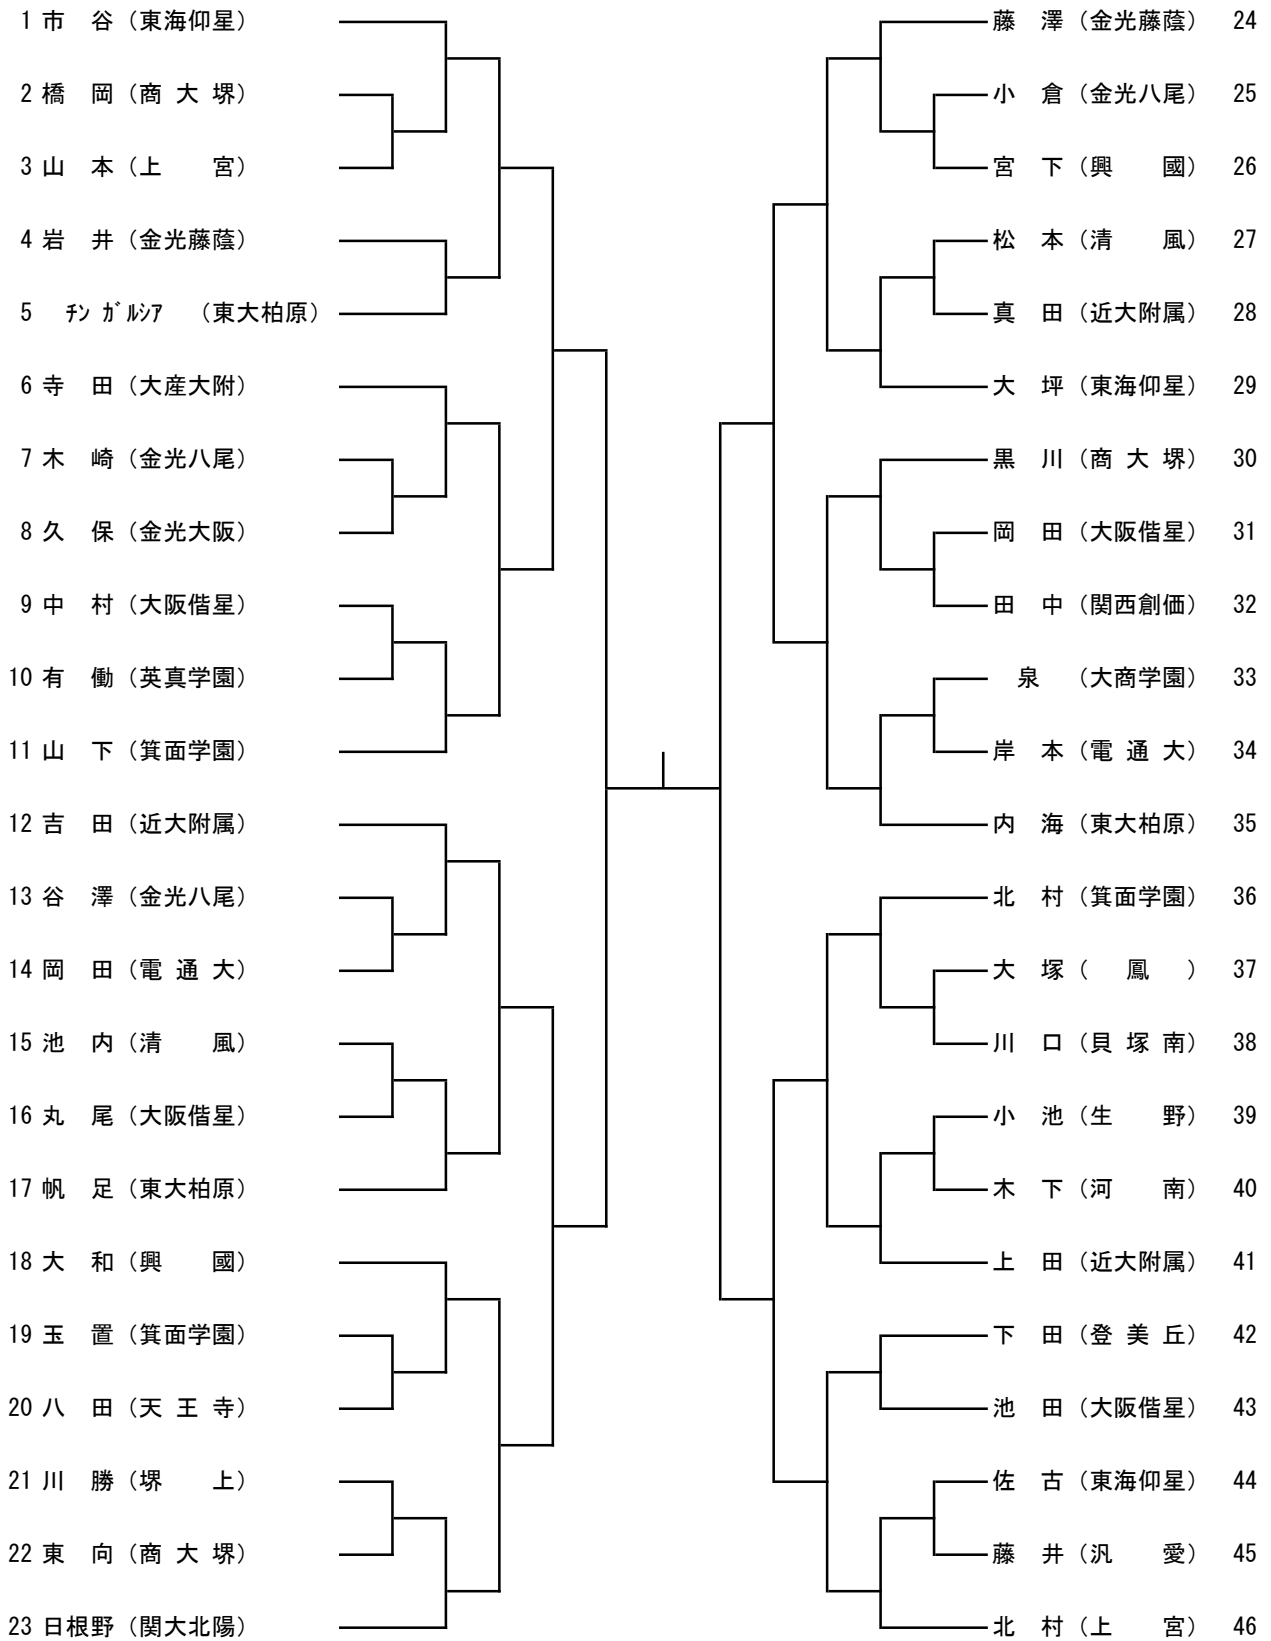 1 市　谷（東海仰星）
2 橋　岡（商 大 堺）
3 山　本（上　　宮）
4 岩　井（金光藤蔭）
5 ﾁﾝ ｶﾞﾙｼｱ （東大柏原）
6 寺　田（大産大附）
7 木　崎（金光八尾）
8 久　保（金光大阪）
9 中　村（大阪偕星）
10 有　働（英真学園）
11 山　下（箕面学園）
12 吉　田（近大附属）
13 谷　澤（金光八尾）
14 岡　田（電 通 大）
15 池　内（清　　風）
16 丸　尾（大阪偕星）
17 帆　足（東大柏原）
18 大　和（興　　國）
19 玉　置（箕面学園）
20 八　田（天 王 寺）
21 川　勝（堺　　上）
22 東　向（商 大 堺）
23 日根野（関大北陽）
藤　澤（金光藤蔭） 24
小　倉（金光八尾） 25
宮　下（興　　國） 26
松　本（清　　風） 27
真　田（近大附属） 28
大　坪（東海仰星） 29
黒　川（商 大 堺） 30
岡　田（大阪偕星） 31
田　中（関西創価） 32
泉　（大商学園） 33
岸　本（電 通 大） 34
内　海（東大柏原） 35
北　村（箕面学園） 36
大　塚（　鳳　） 37
川　口（貝 塚 南） 38
小　池（生　　野） 39
木　下（河　　南） 40
上　田（近大附属） 41
下　田（登 美 丘） 42
池　田（大阪偕星） 43
佐　古（東海仰星） 44
藤　井（汎　　愛） 45
北　村（上　　宮） 46